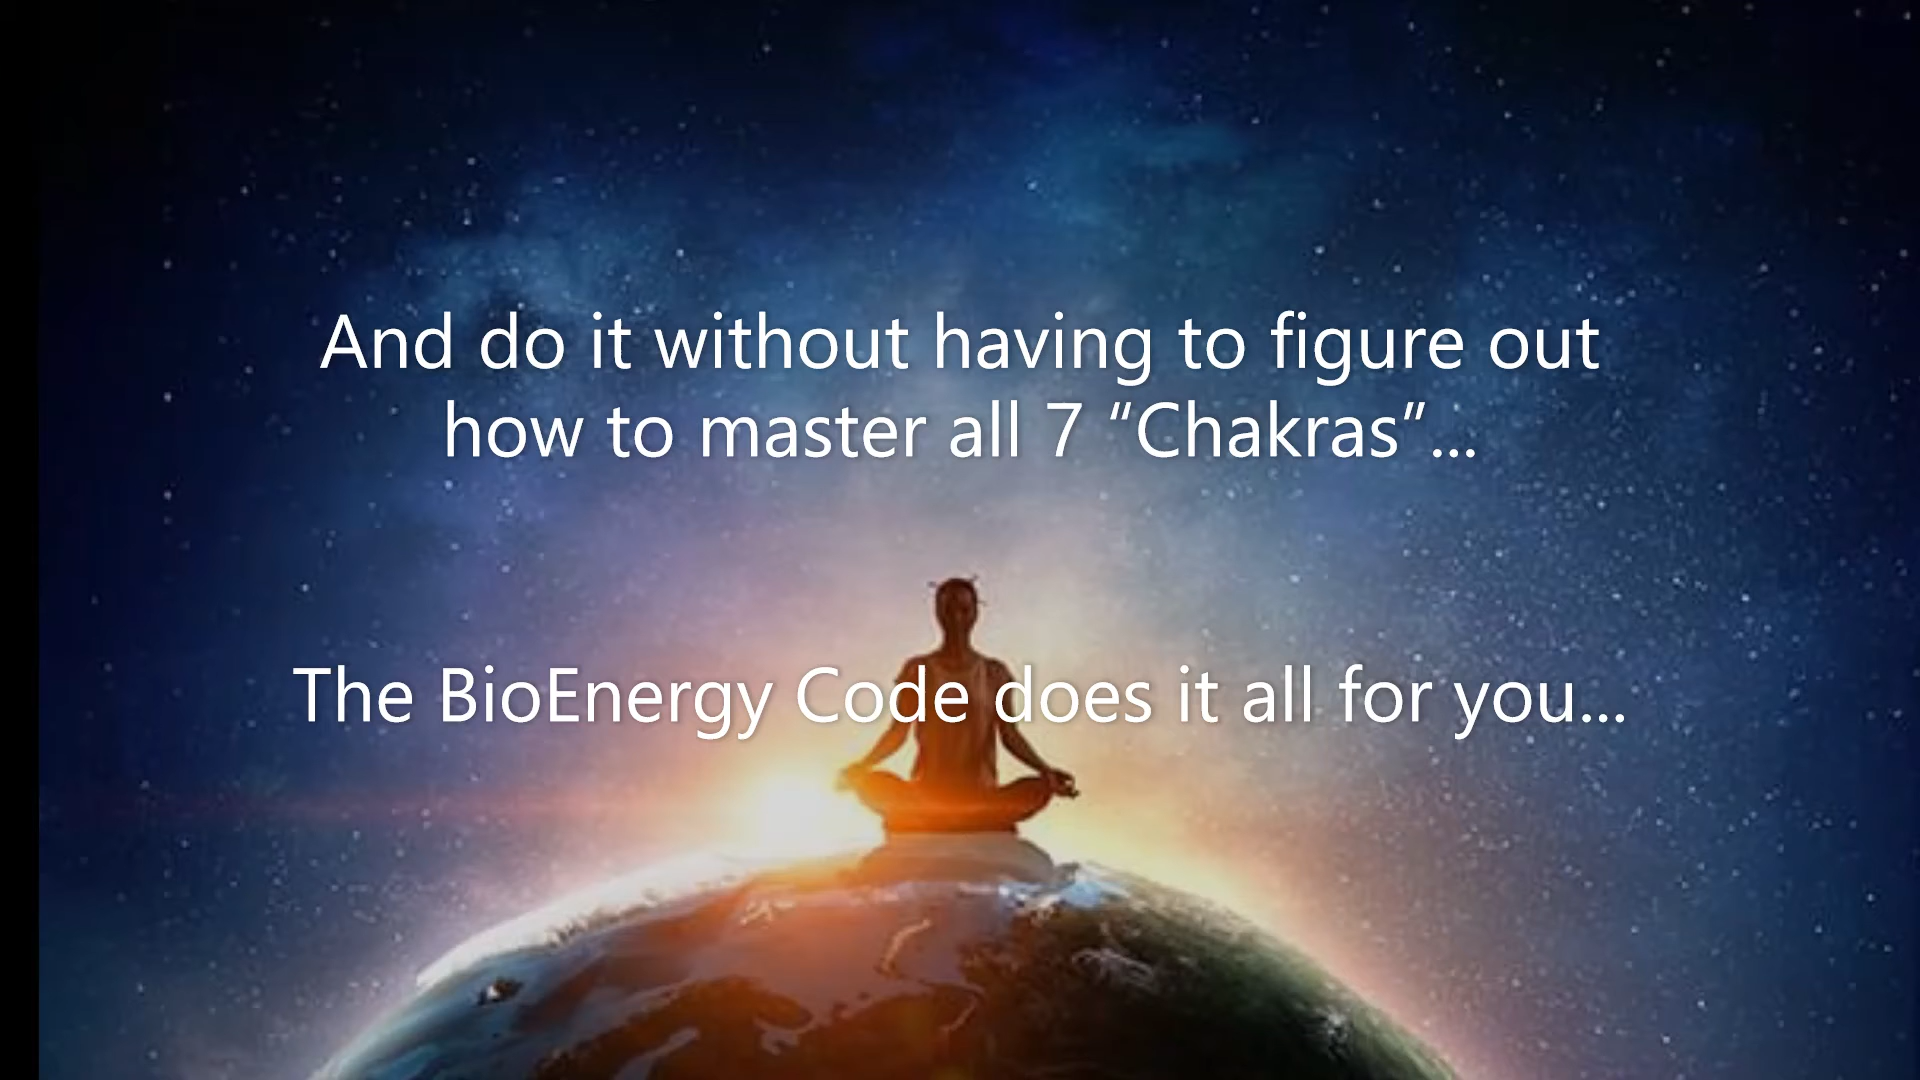 And do it without having to figure out
how to master all 7 “Chakras”...
The BioEnergy Code does it all for you...